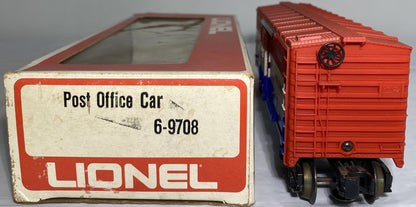 Post Office Car
6-9708
LIONEL